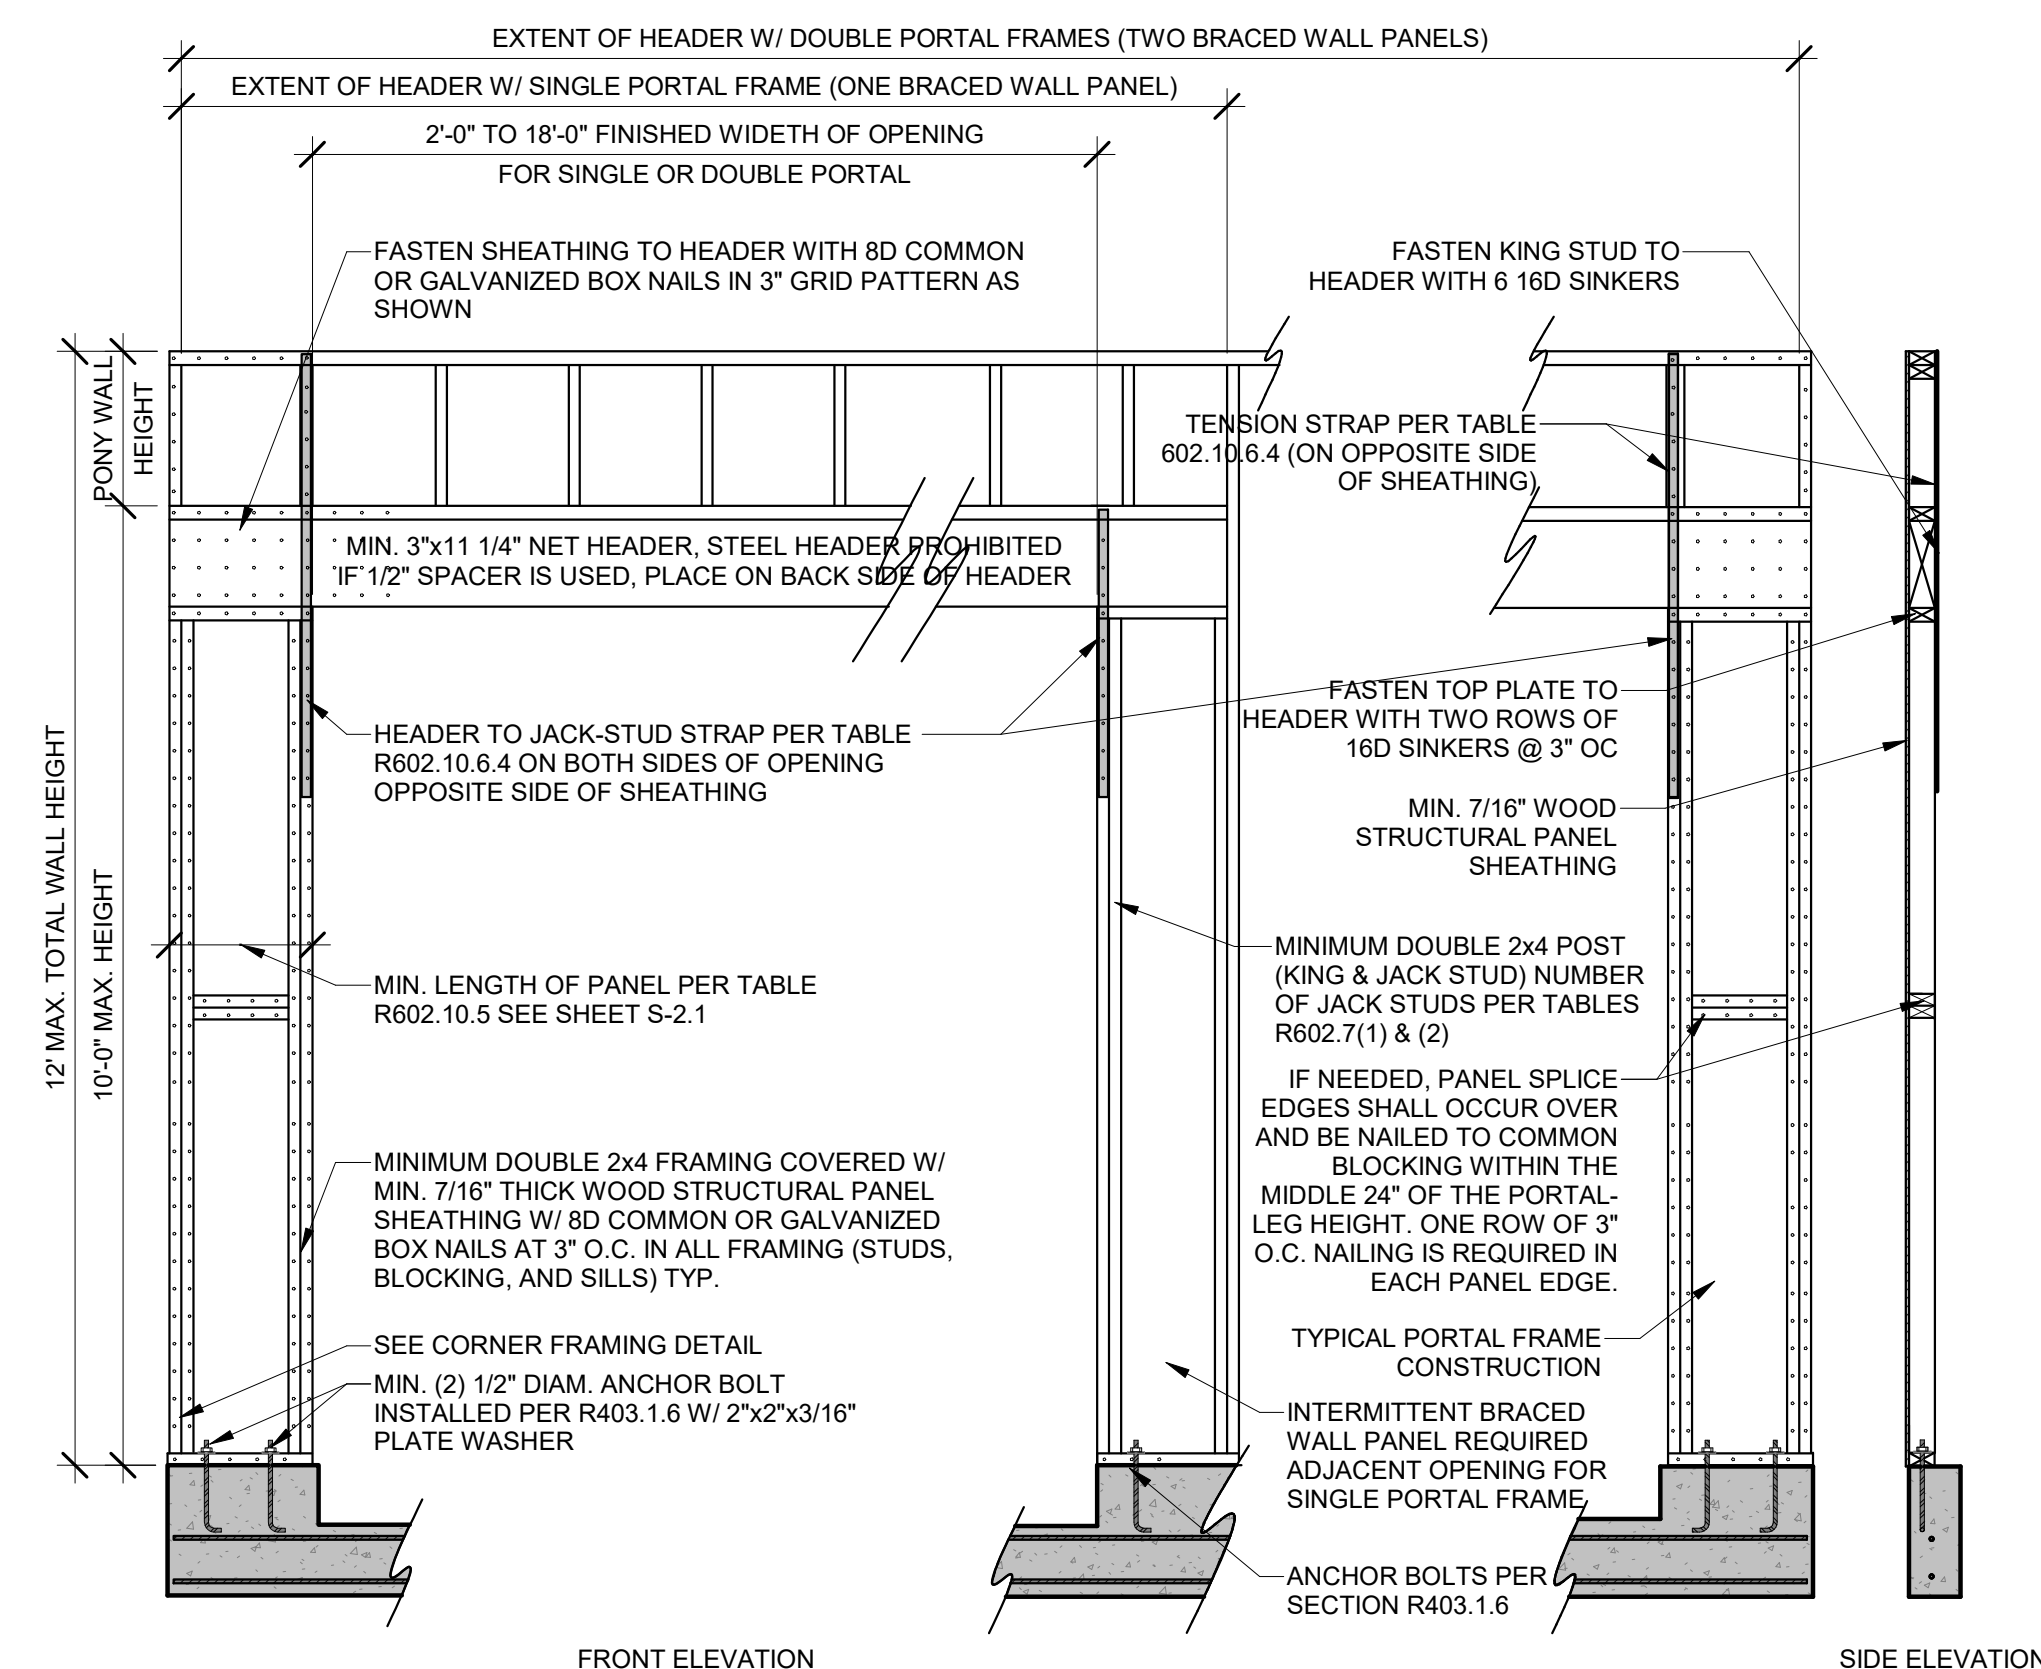 EXTENT OF HEADER W/ DOUBLE PORTAL FRAMES (TWO BRACED WALL PANELS)
EXTENT OF HEADER W/ SINGLE PORTAL FRAME (ONE BRACED WALL PANEL)
2'-0" TO 18'-0" FINISHED WIDETH OF OPENING
FOR SINGLE OR DOUBLE PORTAL
FASTEN SHEATHING TO HEADER WITH 8D COMMON
OR GALVANIZED BOX NAILS IN 3" GRID PATTERN AS
SHOWN
FASTEN KING STUD TO
HEADER WITH 6 16D SINKERS
PONY WALL
HEIGHT
TENSION STRAP PER TABLE
602.10.6.4 (ON OPPOSITE SIDE
OF SHEATHING)
MIN. 3"x11 1/4" NET HEADER, STEEL HEADER PROHIBITED
IF 1/2" SPACER IS USED, PLACE ON BACK SIDE OF HEADER
12' MAX. TOTAL WALL HEIGHT
10'-0" MAX. HEIGHT
HEADER TO JACK-STUD STRAP PER TABLE
R602.10.6.4 ON BOTH SIDES OF OPENING
OPPOSITE SIDE OF SHEATHING
FASTEN TOP PLATE TO
HEADER WITH TWO ROWS OF
16D SINKERS @ 3" OC
MIN. 7/16" WOOD
STRUCTURAL PANEL
SHEATHING
MIN. LENGTH OF PANEL PER TABLE
R602.10.5 SEE SHEET S-2.1
MINIMUM DOUBLE 2x4 POST
(KING & JACK STUD) NUMBER
OF JACK STUDS PER TABLES
R602.7(1) & (2)
IF NEEDED, PANEL SPLICE
EDGES SHALL OCCUR OVER
AND BE NAILED TO COMMON
BLOCKING WITHIN THE
MIDDLE 24" OF THE PORTAL-
LEG HEIGHT. ONE ROW OF 3"
O.C. NAILING IS REQUIRED IN
EACH PANEL EDGE.
MINIMUM DOUBLE 2x4 FRAMING COVERED W/
MIN. 7/16" THICK WOOD STRUCTURAL PANEL
SHEATHING W/ 8D COMMON OR GALVANIZED
BOX NAILS AT 3" O.C. IN ALL FRAMING (STUDS,
BLOCKING, AND SILLS) TYP.
SEE CORNER FRAMING DETAIL
MIN. (2) 1/2" DIAM. ANCHOR BOLT
INSTALLED PER R403.1.6 W/ 2"x2"x3/16"
PLATE WASHER
TYPICAL PORTAL FRAME
CONSTRUCTION
INTERMITTENT BRACED
WALL PANEL REQUIRED
ADJACENT OPENING FOR
SINGLE PORTAL FRAME
ANCHOR BOLTS PER
SECTION R403.1.6
FRONT ELEVATION
SIDE ELEVATION